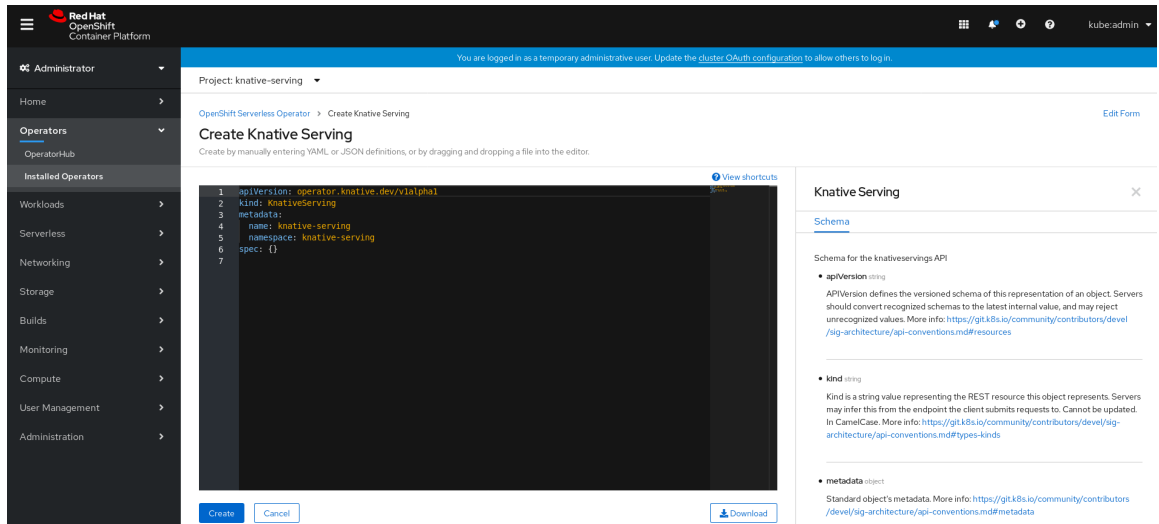 Red Hat
OpenShift
Container Platform
kube:admin
You are logged in as a temporary administrative user. Update the cluster OAuth configuration to allow others to log in.
Administrator
Home
Operators
OperatorHub
Installed Operators
Workloads
Serverless
Networking
Storage
Builds
Monitoring
Compute
User Management
Administration
Project: knative-serving
OpenShift Serverless Operator > Create Knative Serving
Edit Form
Create Knative Serving
Create by manually entering YAML or JSON definitions, or by dragging and dropping a file into the editor.
View shortcuts
1 apiVersion: operator.knative.dev/v1alpha1
2 kind: KnativeServing
3 metadata:
4 name: knative-serving
5 namespace: knative-serving
6 spec: {}
7
Create
Cancel
Download
Knative Serving
Schema
Schema for the knativeservings API
• apiVersion string
APIVersion defines the versioned schema of this representation of an object. Servers
should convert recognized schemas to the latest internal value, and may reject
unrecognized values. More info: https://git.k8s.io/community/contributors/devel
/sig-architecture/api-conventions.md#resources
• kind string
Kind is a string value representing the REST resource this object represents. Servers
may infer this from the endpoint the client submits requests to. Cannot be updated.
In CamelCase. More info: https://git.k8s.io/community/contributors/devel/sig-
architecture/api-conventions.md#types-kinds
• metadata object
Standard object's metadata. More info: https://git.k8s.io/community/contributors
/devel/sig-architecture/api-conventions.md#metadata